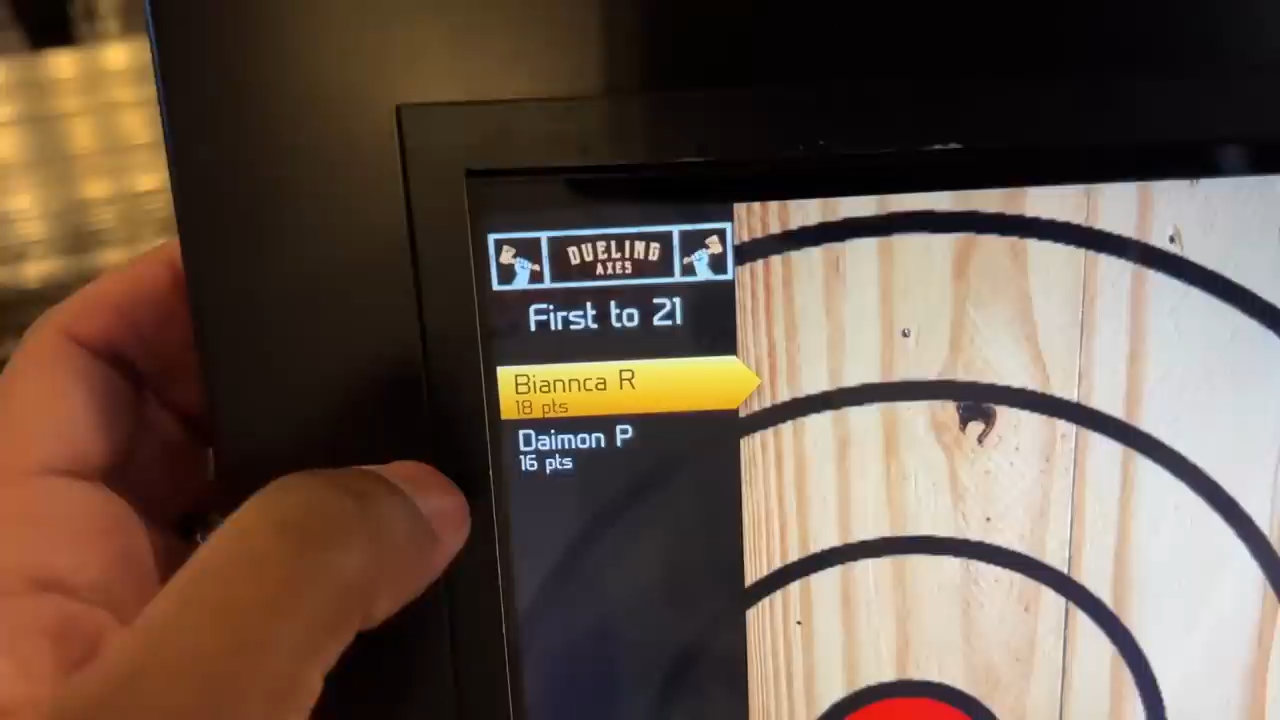 DUELING
AXES
First to 21
Biannca R
18 pts
Daimon P
16 pts